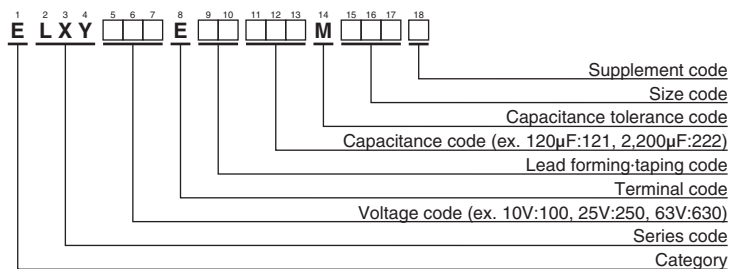 1 2 3 4 5 6 7 8 9 10 11 12 13 14 15 16 17 18
E L X Y E M
Supplement code
Size code
Capacitance tolerance code
Capacitance code (ex. 120µF:121, 2,200µF:222)
Lead forming·taping code
Terminal code
Voltage code (ex. 10V:100, 25V:250, 63V:630)
Series code
Category